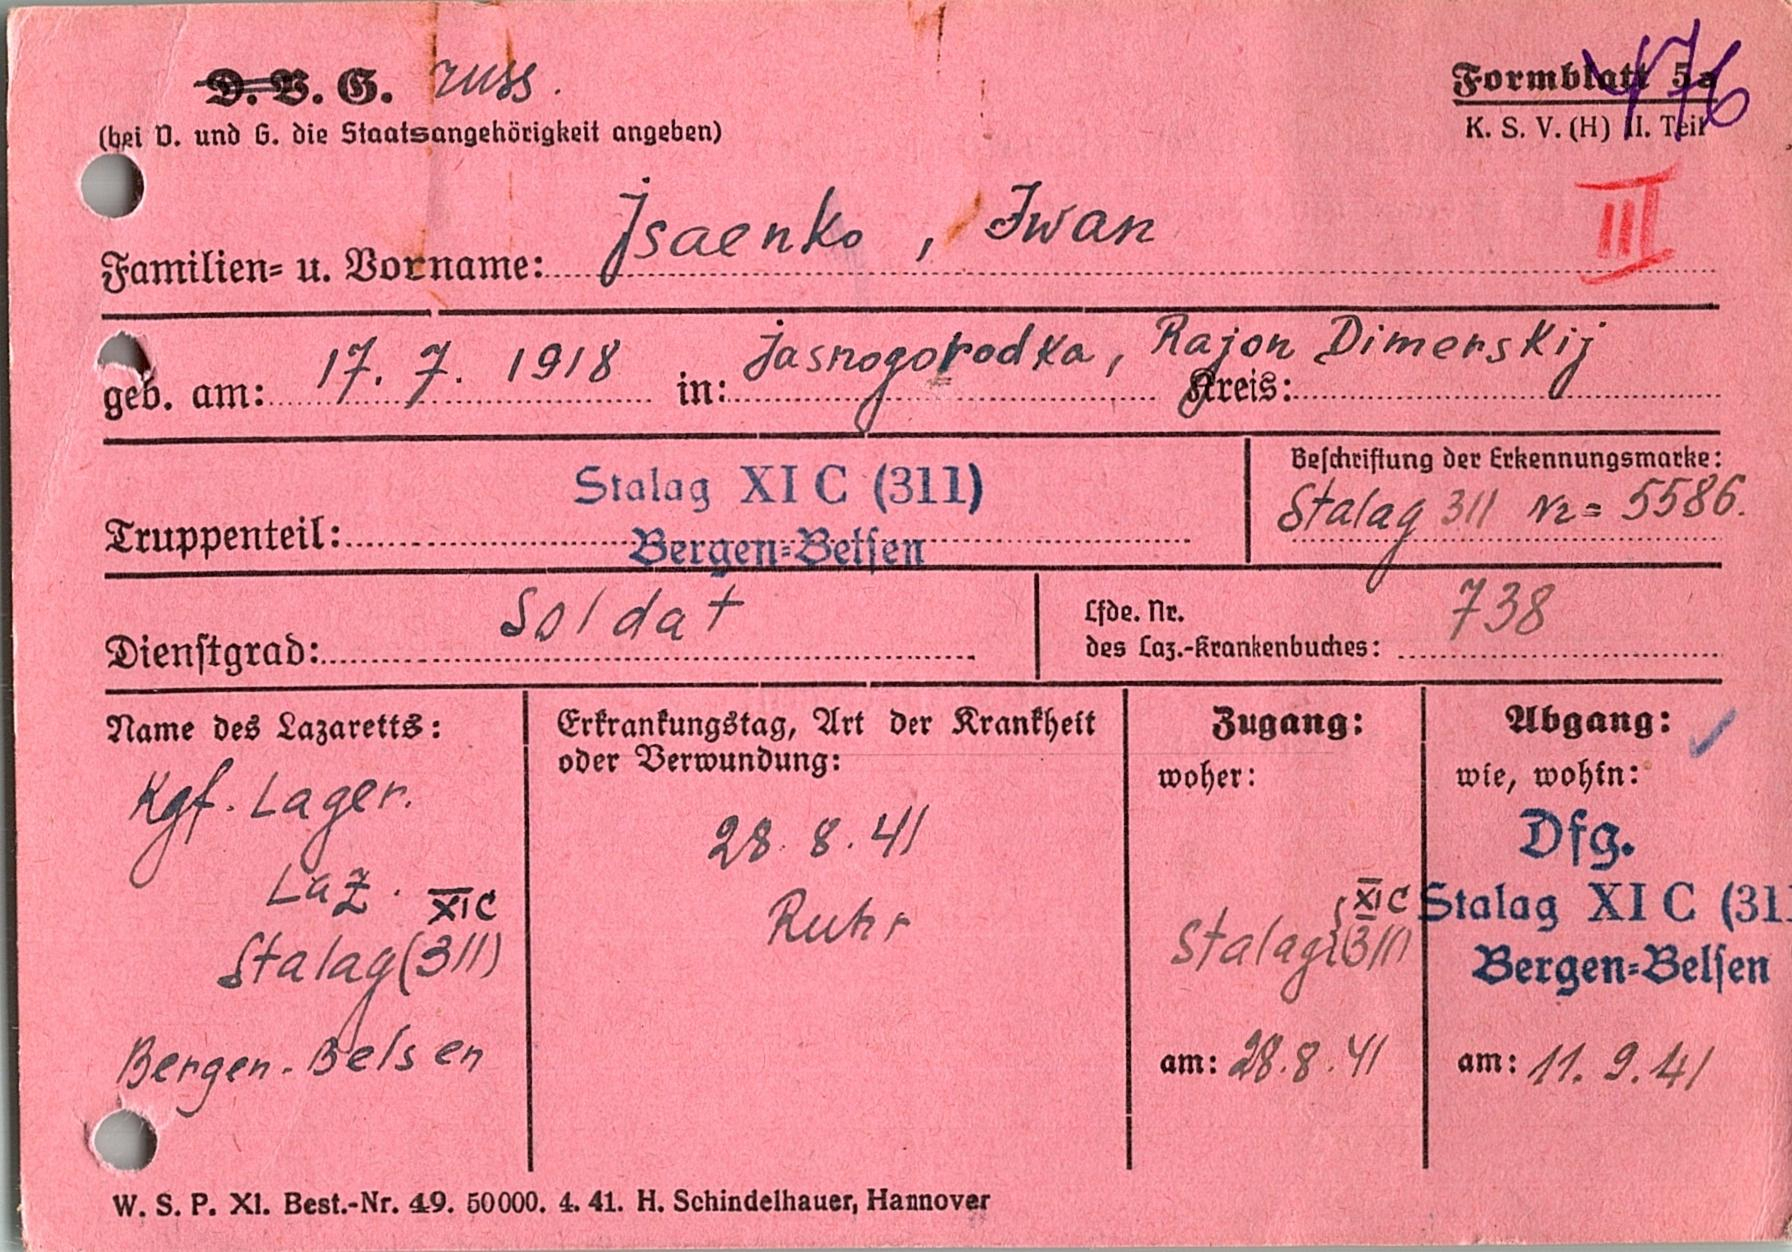 D. V. G. russ.
Formblatt 5a
476
(bei V. und G. die Staatsangehörigkeit angeben)
K. S. V. (H) II. Teil
III
Familien- u. Vorname: Jsaenko, Iwan
geb. am: 17. 7. 1918 in: Jasnogorodka, Kreis: Rajon Dimerskij
Truppenteil: Stalag XI C (311)
Bergen-Belsen
Beschriftung der Erkennungsmarke:
Stalag 311 Nr= 5586.
Dienstgrad: Soldat
Lfde. Nr.
des Laz.-Krankenbuches: 738
Name des Lazaretts:
Kgf. Lager.
Laz. XI C
Stalag (311)
Bergen-Belsen
Erkrankungstag, Art der Krankheit
oder Verwundung:
28. 8. 41
Ruhr
Zugang:
woher:
XI C
Stalag (311)
am: 28.8.41
Abgang:
wie, wohin:
Dfg.
Stalag XI C (311
Bergen-Belsen
am: 11. 9. 41
W. S. P. XI. Best.-Nr. 49. 50000. 4. 41. H. Schindelhauer, Hannover